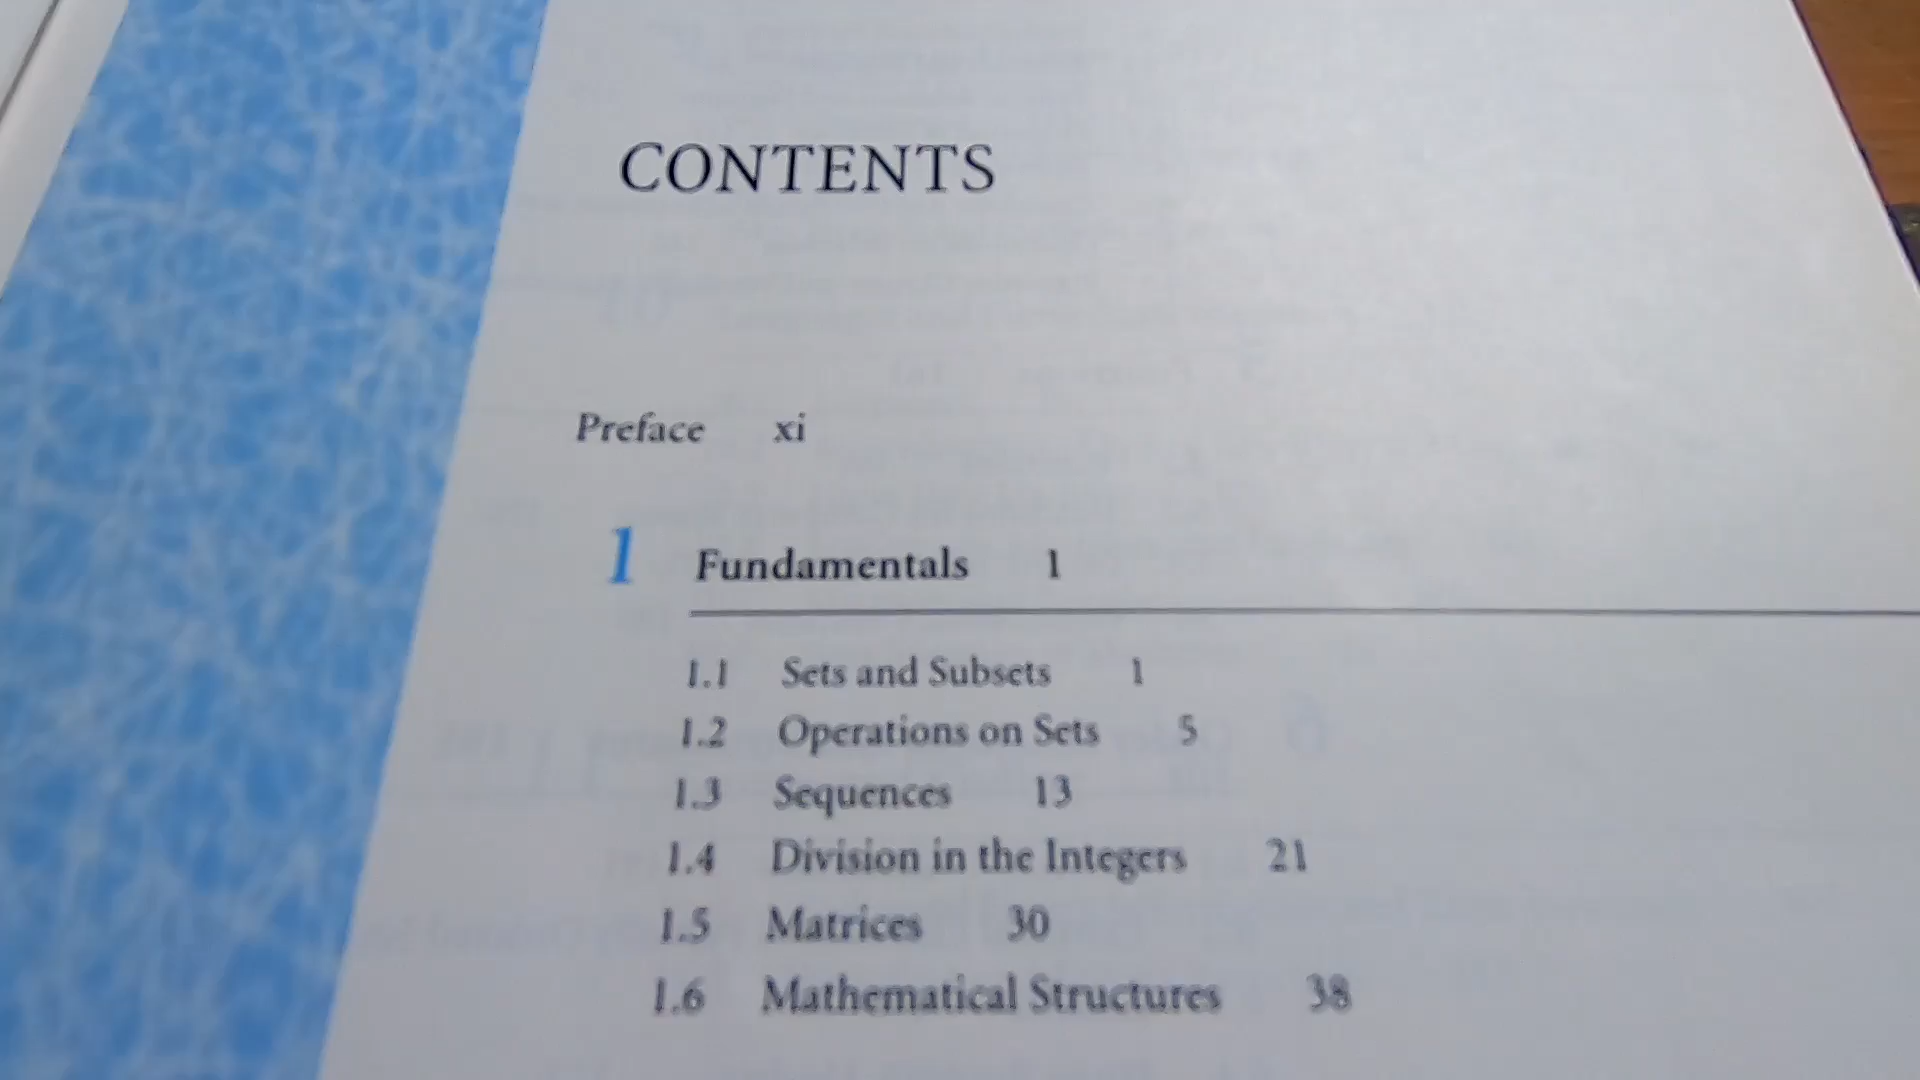 CONTENTS
Preface xi
1 Fundamentals 1
1.1 Sets and Subsets 1
1.2 Operations on Sets 5
1.3 Sequences 13
1.4 Division in the Integers 21
1.5 Matrices 30
1.6 Mathematical Structures 38